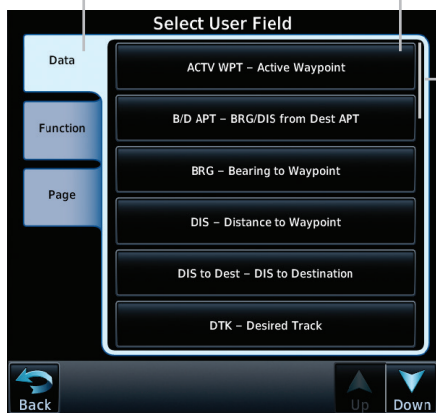 Select User Field
Data
ACTV WPT – Active Waypoint
B/D APT – BRG/DIS from Dest APT
Function
BRG – Bearing to Waypoint
Page
DIS – Distance to Waypoint
DIS to Dest – DIS to Destination
DTK – Desired Track
Back
Up
Down